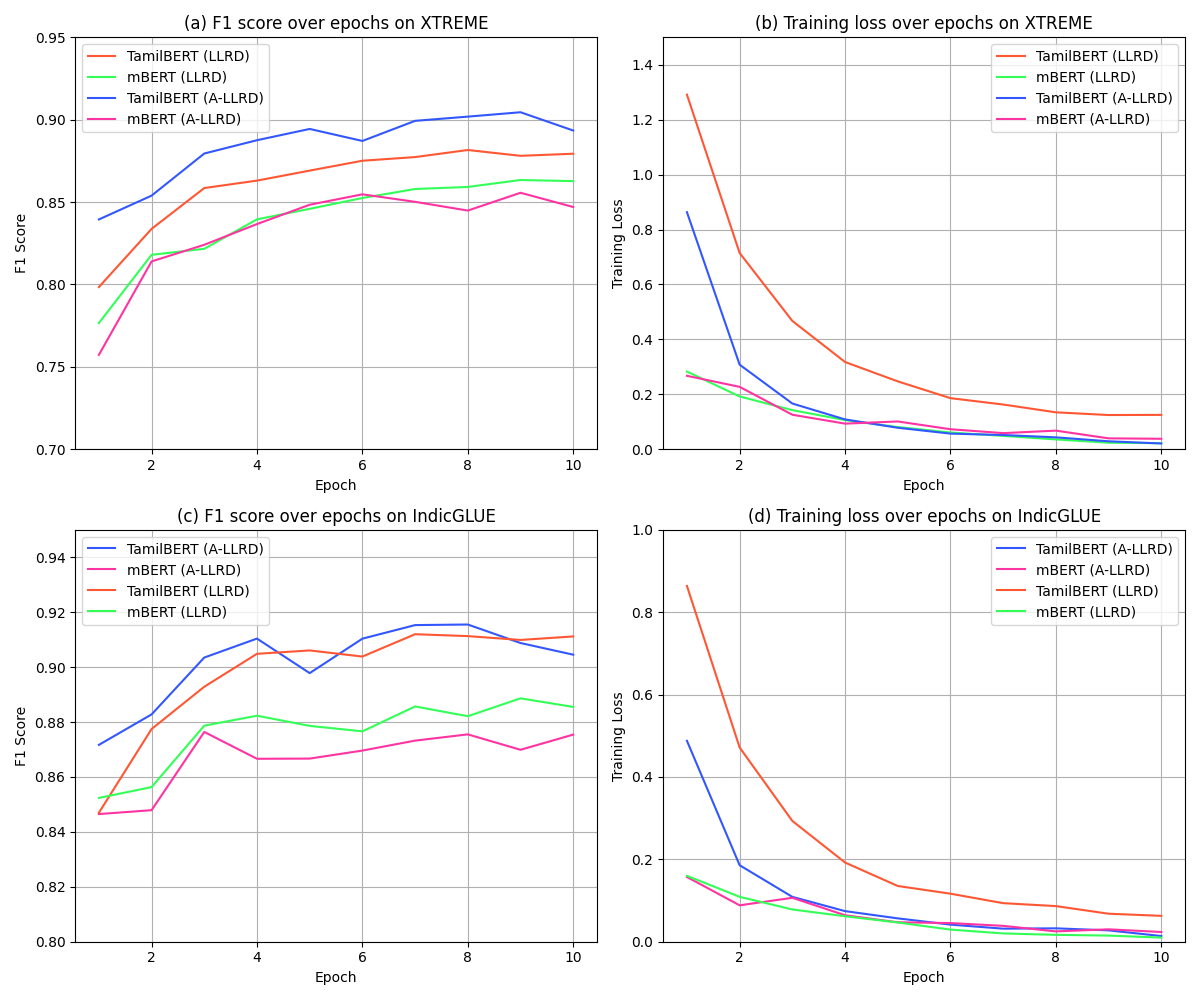 (a) F1 score over epochs on XTREME
0.95
0.90
0.85
0.80
0.75
0.70
F1 Score
TamilBERT (LLRD)
mBERT (LLRD)
TamilBERT (A-LLRD)
mBERT (A-LLRD)
2 4 6 8 10
Epoch
(b) Training loss over epochs on XTREME
1.4
1.2
1.0
0.8
0.6
0.4
0.2
0.0
Training Loss
TamilBERT (LLRD)
mBERT (LLRD)
TamilBERT (A-LLRD)
mBERT (A-LLRD)
2 4 6 8 10
Epoch
(c) F1 score over epochs on IndicGLUE
0.94
0.92
0.90
0.88
0.86
0.84
0.82
0.80
F1 Score
TamilBERT (A-LLRD)
mBERT (A-LLRD)
TamilBERT (LLRD)
mBERT (LLRD)
2 4 6 8 10
Epoch
(d) Training loss over epochs on IndicGLUE
1.0
0.8
0.6
0.4
0.2
0.0
Training Loss
TamilBERT (A-LLRD)
mBERT (A-LLRD)
TamilBERT (LLRD)
mBERT (LLRD)
2 4 6 8 10
Epoch